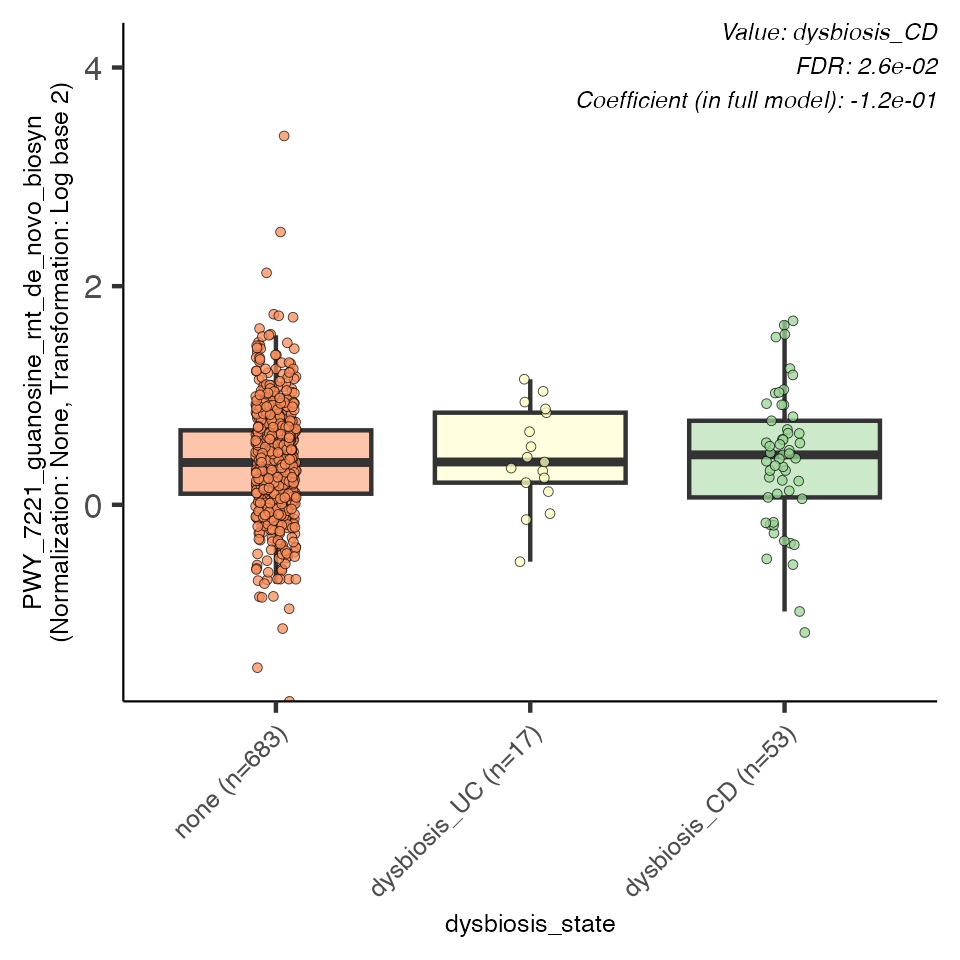 Value: dysbiosis_CD
FDR: 2.6e-02
Coefficient (in full model): -1.2e-01
PWY_7221_guanosine_rnt_de_novo_biosyn
(Normalization: None, Transformation: Log base 2)
4
2
0
none (n=683)
dysbiosis_UC (n=17)
dysbiosis_CD (n=53)
dysbiosis_state